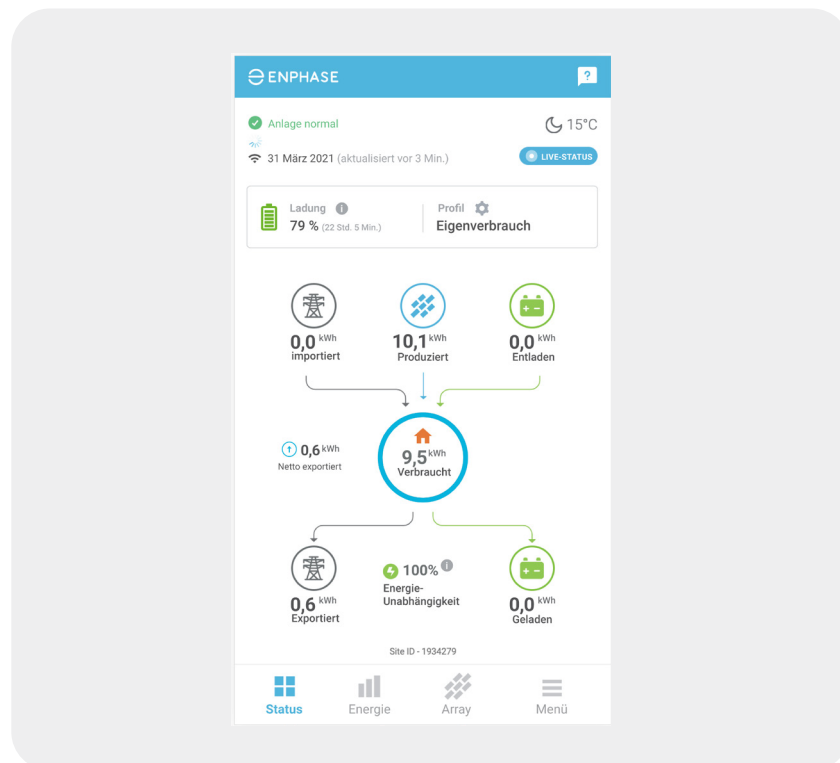 ENPHASE
?
Anlage normal
15°C
31 März 2021 (aktualisiert vor 3 Min.)
LIVE-STATUS
Ladung i
Profil
79 % (22 Std. 5 Min.)
Eigenverbrauch
0,0 kWh
importiert
10,1 kWh
Produziert
0,0 kWh
Entladen
0,6 kWh
Netto exportiert
9,5 kWh
Verbraucht
0,6 kWh
Exportiert
100% i
Energie-
Unabhängigkeit
0,0 kWh
Geladen
Site ID - 1934279
Status
Energie
Array
Menü